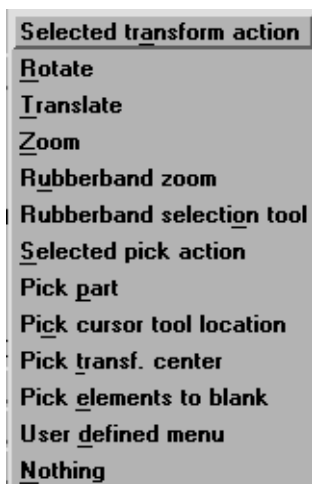 Selected transform action
Rotate
Translate
Zoom
Rubberband zoom
Rubberband selection tool
Selected pick action
Pick part
Pick cursor tool location
Pick transf. center
Pick elements to blank
User defined menu
Nothing